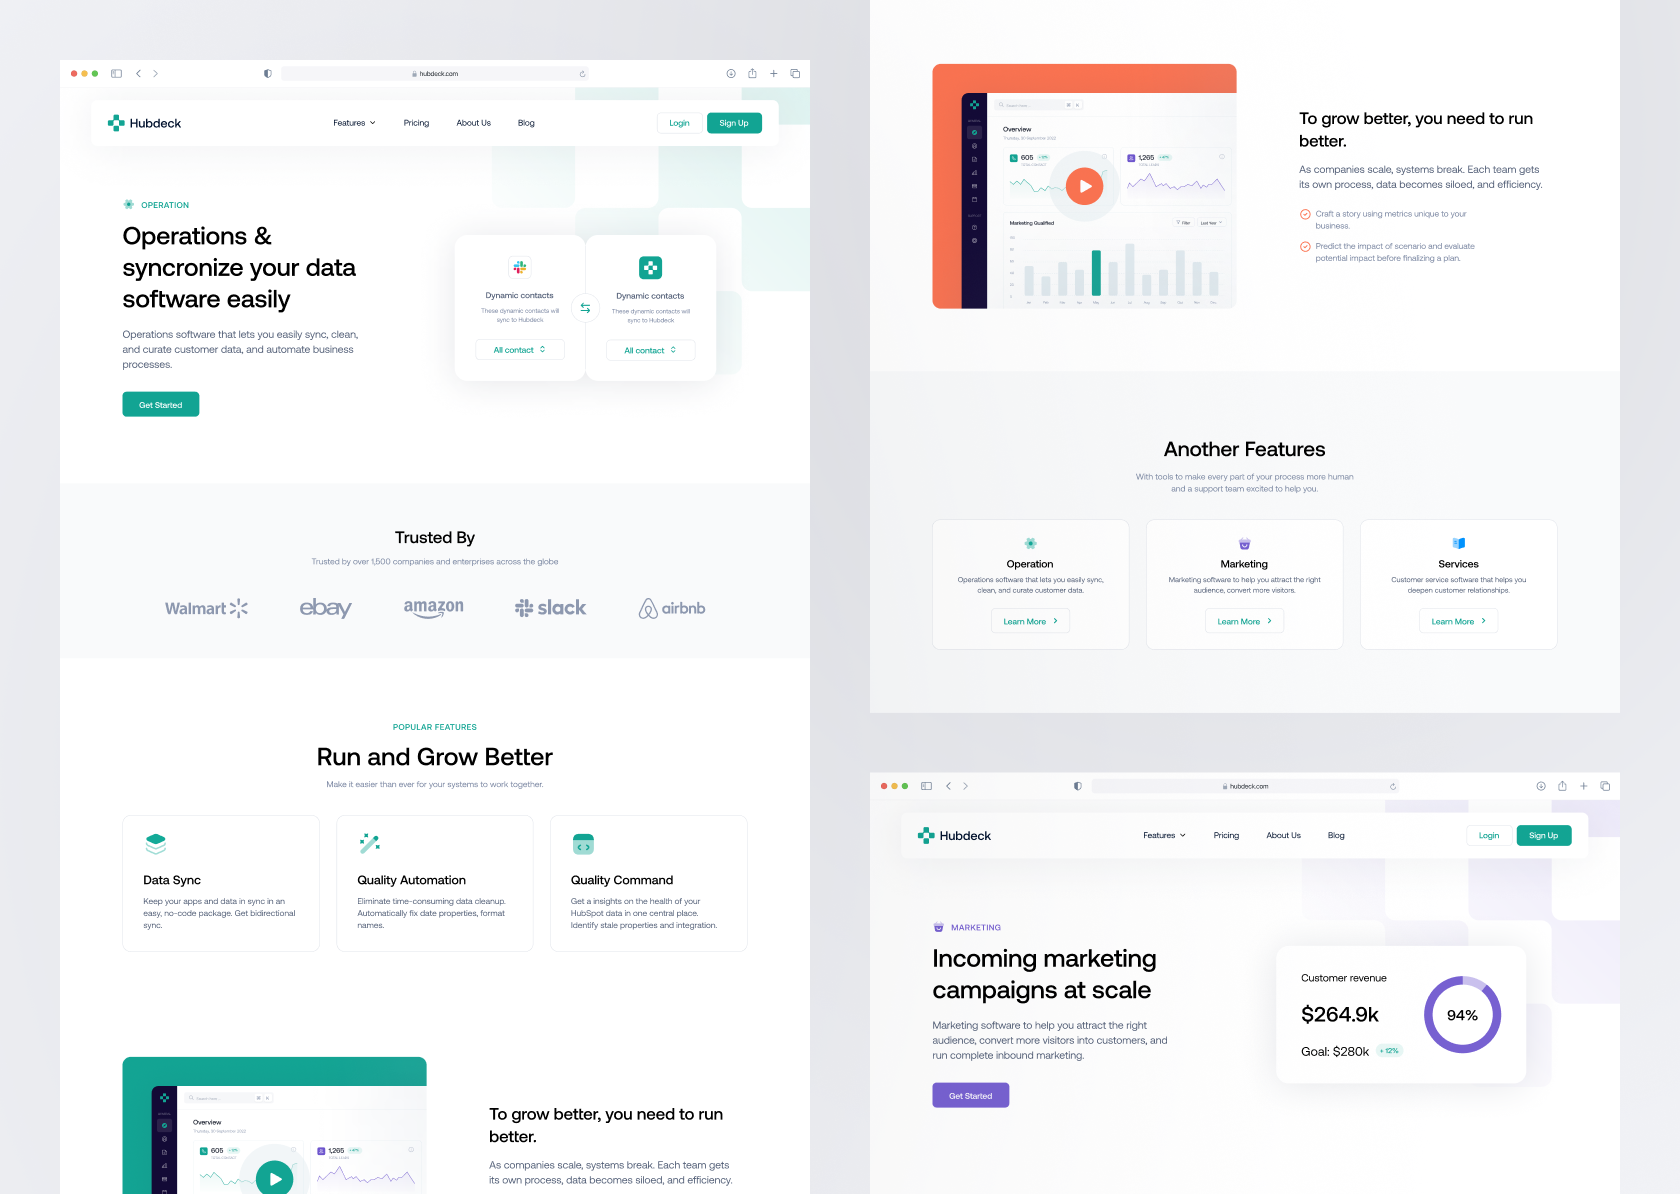 hubdeck.com
Hubdeck
Features
Pricing
About Us
Blog
Login
Sign Up
OPERATION
Operations &
syncronize your data
software easily
Operations software that lets you easily sync, clean,
and curate customer data, and automate business
processes.
Get Started
Dynamic contacts
These dynamic contacts will
sync to Hubdeck
All contact
Dynamic contacts
These dynamic contacts will
sync to Hubdeck
All contact
Trusted By
Trusted by over 1,500 companies and enterprises across the globe
Walmart
ebay
amazon
slack
airbnb
POPULAR FEATURES
Run and Grow Better
Make it easier than ever for your systems to work together.
Data Sync
Keep your apps and data in sync in an
easy, no-code package. Get bidirectional
sync.
Quality Automation
Eliminate time-consuming data cleanup.
Automatically fix date properties, format
names.
Quality Command
Get a insights on the health of your
HubSpot data in one central place.
Identify stale properties and integration.
Overview
Thursday, 30 September 2022
605
1,265
To grow better, you need to run
better.
As companies scale, systems break. Each team gets
its own process, data becomes siloed, and efficiency.
Overview
Thursday, 30 September 2022
605
1,265
Marketing Qualified
Filter
Last Year
To grow better, you need to run
better.
As companies scale, systems break. Each team gets
its own process, data becomes siloed, and efficiency.
Craft a story using metrics unique to your
business.
Predict the impact of scenario and evaluate
potential impact before finalizing a plan.
Another Features
With tools to make every part of your process more human
and a support team excited to help you.
Operation
Operations software that lets you easily sync,
clean, and curate customer data.
Learn More
Marketing
Marketing software to help you attract the right
audience, convert more visitors.
Learn More
Services
Customer service software that helps you
deepen customer relationships.
Learn More
hubdeck.com
Hubdeck
Features
Pricing
About Us
Blog
Login
Sign Up
MARKETING
Incoming marketing
campaigns at scale
Marketing software to help you attract the right
audience, convert more visitors into customers, and
run complete inbound marketing.
Get Started
Customer revenue
$264.9k
Goal: $280k
+ 12%
94%